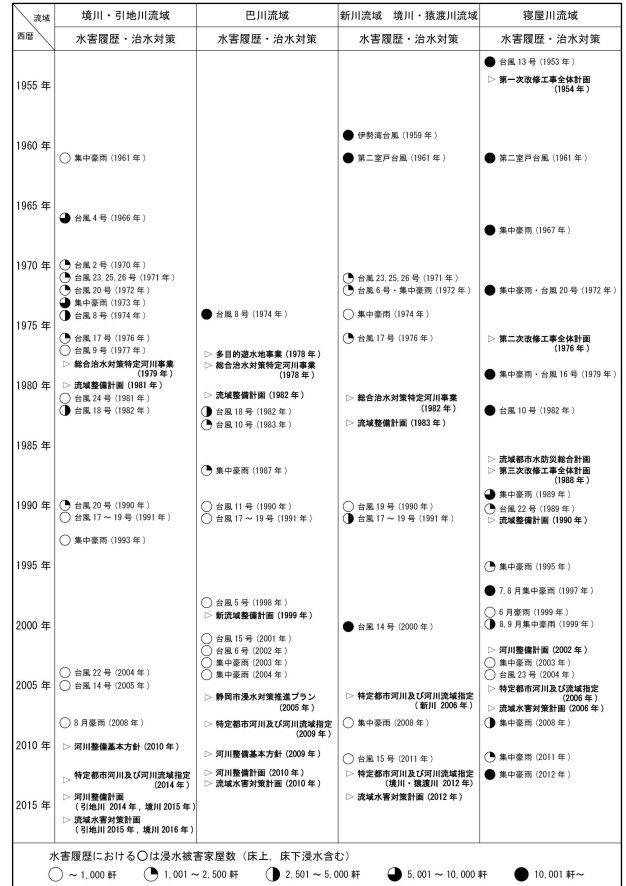 流域
西暦
境川・引地川流域
巴川流域
新川流域 境川・猿渡川流域
寝屋川流域
水害履歴・治水対策
水害履歴・治水対策
水害履歴・治水対策
水害履歴・治水対策
1955 年
1960 年
1965 年
1970 年
1975 年
1980 年
1985 年
1990 年
1995 年
2000 年
2005 年
2010 年
2015 年
集中豪雨 (1961 年)
台風 4 号 (1966 年)
台風 2 号 (1970 年)
台風 23, 25, 26 号 (1971 年)
台風 20 号 (1972 年)
集中豪雨 (1973 年)
台風 8 号 (1974 年)
台風 17 号 (1976 年)
台風 9 号 (1977 年)
▷ 総合治水対策特定河川事業
(1979 年)
▷ 流域整備計画 (1981 年)
台風 24 号 (1981 年)
台風 18 号 (1982 年)
台風 20 号 (1990 年)
台風 17 ~ 19 号 (1991 年)
集中豪雨 (1993 年)
台風 22 号 (2004 年)
台風 14 号 (2005 年)
8 月豪雨 (2008 年)
▷ 河川整備基本方針 (2010 年)
▷ 特定都市河川及び河川流域指定
(2014 年)
▷ 河川整備計画
(引地川 2014 年, 境川 2015 年)
▷ 流域水害対策計画
(引地川 2015 年, 境川 2016 年)
台風 8 号 (1974 年)
▷ 多目的遊水地事業 (1978 年)
▷ 総合治水対策特定河川事業
(1978 年)
▷ 流域整備計画 (1982 年)
台風 18 号 (1982 年)
台風 10 号 (1983 年)
集中豪雨 (1987 年)
台風 11 号 (1990 年)
台風 17 ~ 19 号 (1991 年)
台風 5 号 (1998 年)
▷ 新流域整備計画 (1999 年)
台風 15 号 (2001 年)
台風 6 号 (2002 年)
集中豪雨 (2003 年)
集中豪雨 (2004 年)
▷ 静岡市浸水対策推進プラン
(2005 年)
▷ 特定都市河川及び河川流域指定
(2009 年)
▷ 河川整備基本方針 (2009 年)
▷ 河川整備計画 (2010 年)
▷ 流域水害対策計画 (2010 年)
伊勢湾台風 (1959 年)
第二室戸台風 (1961 年)
台風 23, 25, 26 号 (1971 年)
台風 6 号・集中豪雨 (1972 年)
集中豪雨 (1974 年)
台風 17 号 (1976 年)
▷ 総合治水対策特定河川事業
(1982 年)
▷ 流域整備計画 (1983 年)
台風 19 号 (1990 年)
台風 17 ~ 19 号 (1991 年)
台風 14 号 (2000 年)
▷ 特定都市河川及び河川流域指定
(新川 2006 年)
集中豪雨 (2008 年)
台風 15 号 (2011 年)
▷ 特定都市河川及び河川流域指定
(境川・猿渡川 2012 年)
▷ 流域水害対策計画 (2012 年)
台風 13 号 (1953 年)
▷ 第一次改修工事全体計画
(1954 年)
第二室戸台風 (1961 年)
集中豪雨 (1967 年)
集中豪雨・台風 20 号 (1972 年)
▷ 第二次改修工事全体計画
(1976 年)
集中豪雨・台風 16 号 (1979 年)
台風 10 号 (1982 年)
▷ 流域都市水防災総合計画
▷ 第三次改修工事全体計画
(1988 年)
集中豪雨 (1989 年)
台風 22 号 (1989 年)
▷ 流域整備計画 (1990 年)
集中豪雨 (1995 年)
7, 8 月集中豪雨 (1997 年)
6 月豪雨 (1999 年)
8, 9 月集中豪雨 (1999 年)
▷ 河川整備計画 (2002 年)
集中豪雨 (2003 年)
台風 23 号 (2004 年)
▷ 特定都市河川及び流域指定
(2006 年)
▷ 流域水害対策計画 (2006 年)
集中豪雨 (2008 年)
集中豪雨 (2011 年)
集中豪雨 (2012 年)
水害履歴における〇は浸水被害家屋数 (床上, 床下浸水含む)
~ 1,000 軒
1,001 ~ 2,500 軒
2,501 ~ 5,000 軒
5,001 ~ 10,000 軒
10,001 軒~